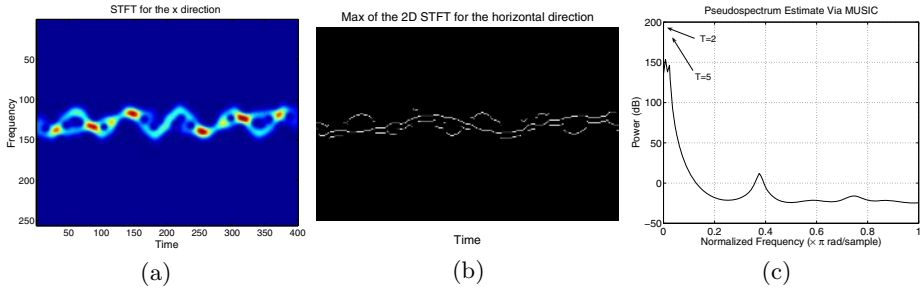 STFT for the x direction
50
100
150
200
250
Frequency
50 100 150 200 250 300 350 400
Time
(a)
Max of the 2D STFT for the horizontal direction
Time
(b)
Pseudospectrum Estimate Via MUSIC
200
150
100
50
0
−50
Power (dB)
T=2
T=5
0 0.2 0.4 0.6 0.8 1
Normalized Frequency (× π rad/sample)
(c)